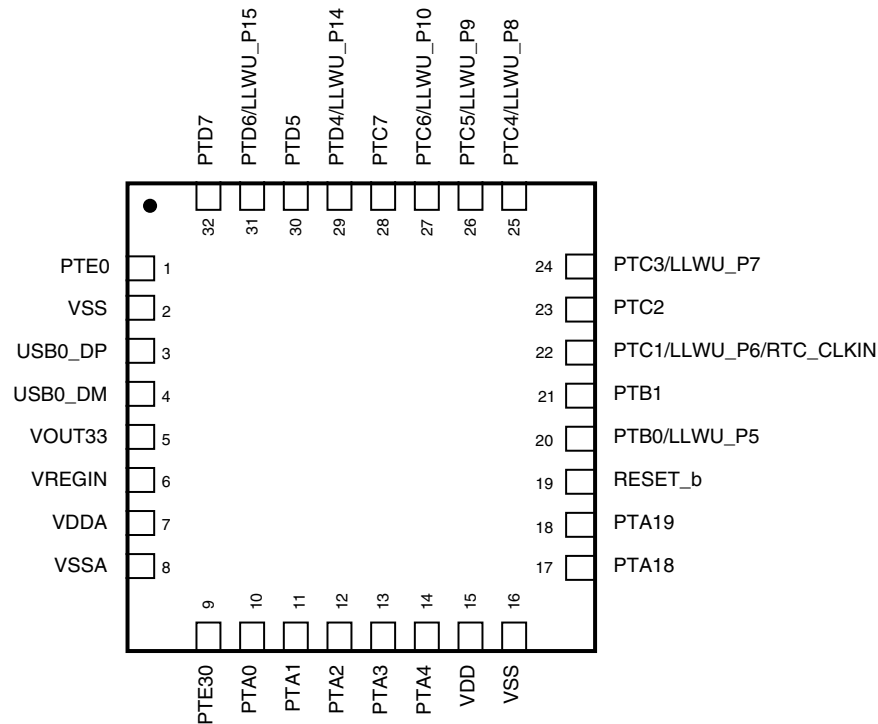 PTD7
PTD6/LLWU_P15
PTD5
PTD4/LLWU_P14
PTC7
PTC6/LLWU_P10
PTC5/LLWU_P9
PTC4/LLWU_P8
32
31
30
29
28
27
26
25
PTE0
1
VSS
2
USB0_DP
3
USB0_DM
4
VOUT33
5
VREGIN
6
VDDA
7
VSSA
8
24
PTC3/LLWU_P7
23
PTC2
22
PTC1/LLWU_P6/RTC_CLKIN
21
PTB1
20
PTB0/LLWU_P5
19
RESET_b
18
PTA19
17
PTA18
9
10
11
12
13
14
15
16
PTE30
PTA0
PTA1
PTA2
PTA3
PTA4
VDD
VSS